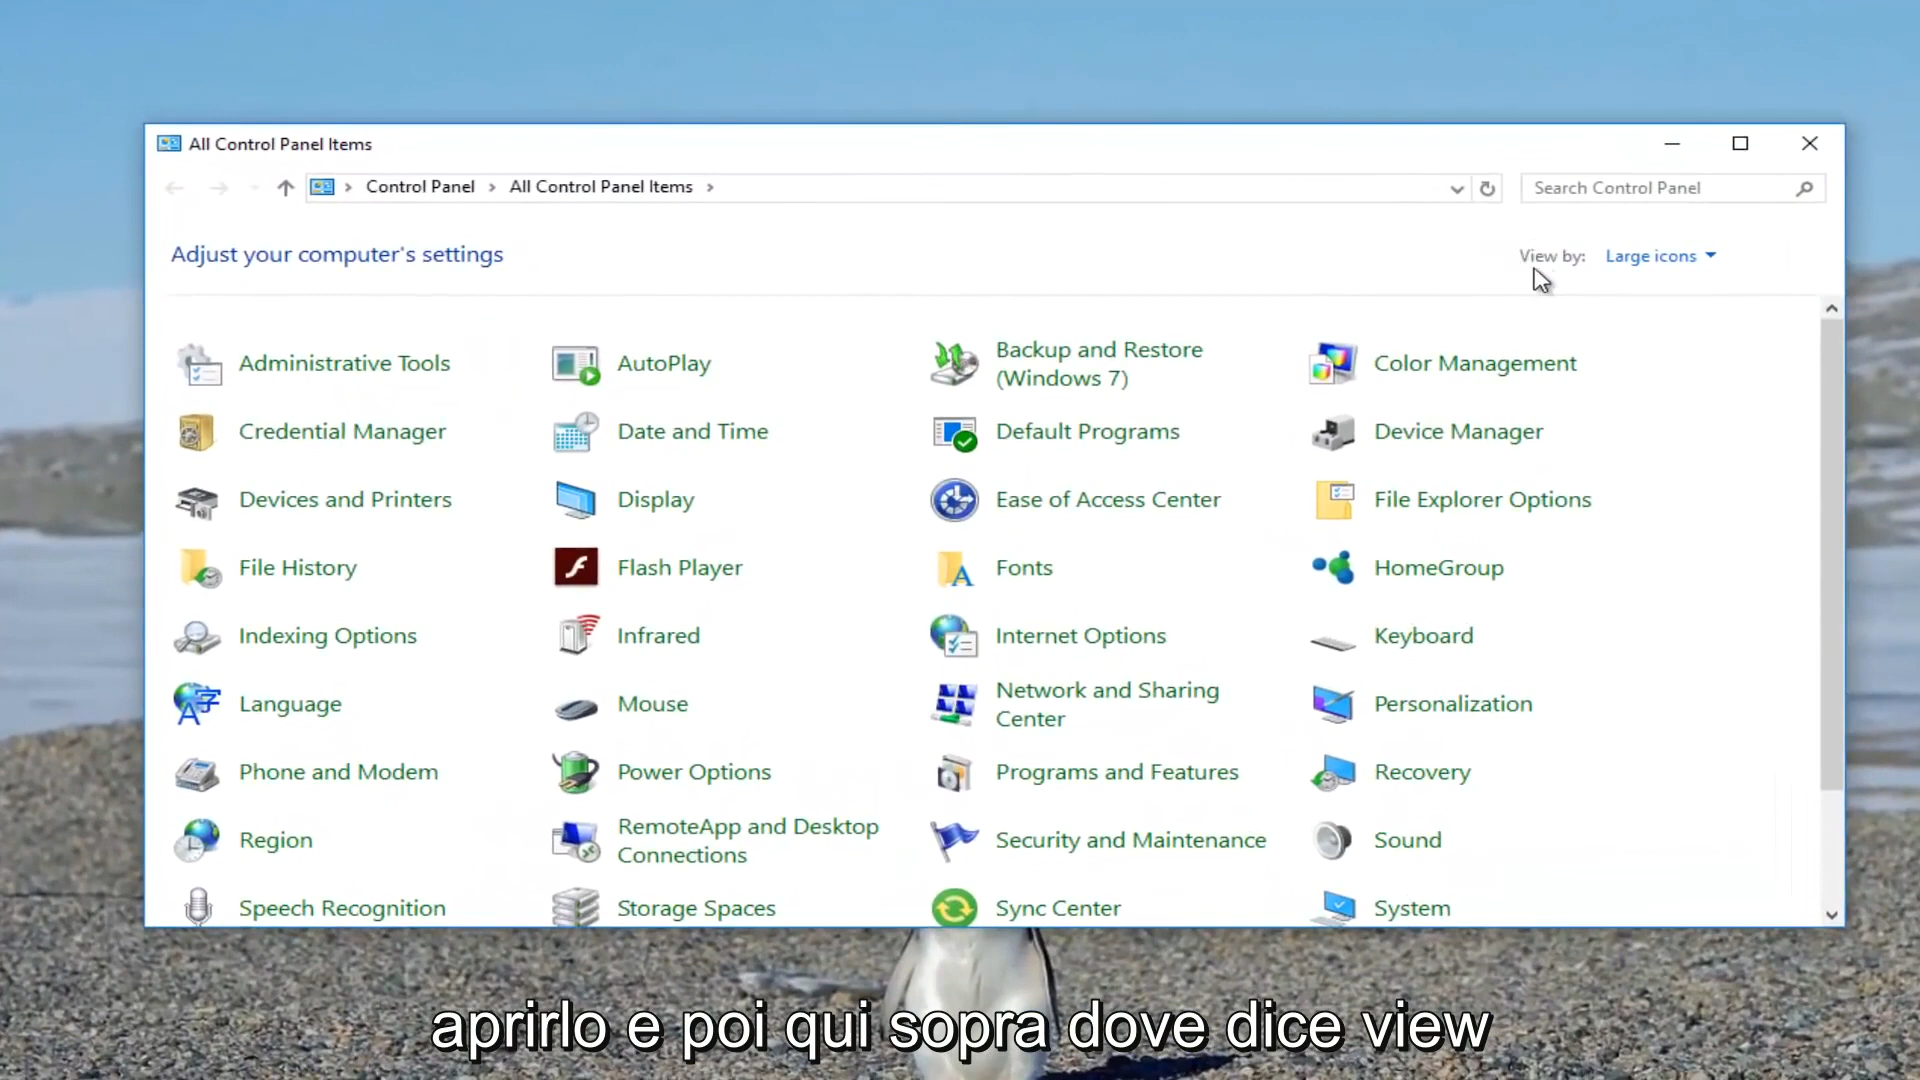 All Control Panel Items
Control Panel > All Control Panel Items >
Search Control Panel
Adjust your computer's settings
View by: Large icons
Administrative Tools
AutoPlay
Backup and Restore
(Windows 7)
Color Management
Credential Manager
Date and Time
Default Programs
Device Manager
Devices and Printers
Display
Ease of Access Center
File Explorer Options
File History
Flash Player
Fonts
HomeGroup
Indexing Options
Infrared
Internet Options
Keyboard
Language
Mouse
Network and Sharing
Center
Personalization
Phone and Modem
Power Options
Programs and Features
Recovery
Region
RemoteApp and Desktop
Connections
Security and Maintenance
Sound
Speech Recognition
Storage Spaces
Sync Center
System
aprirlo e poi qui sopra dove dice view